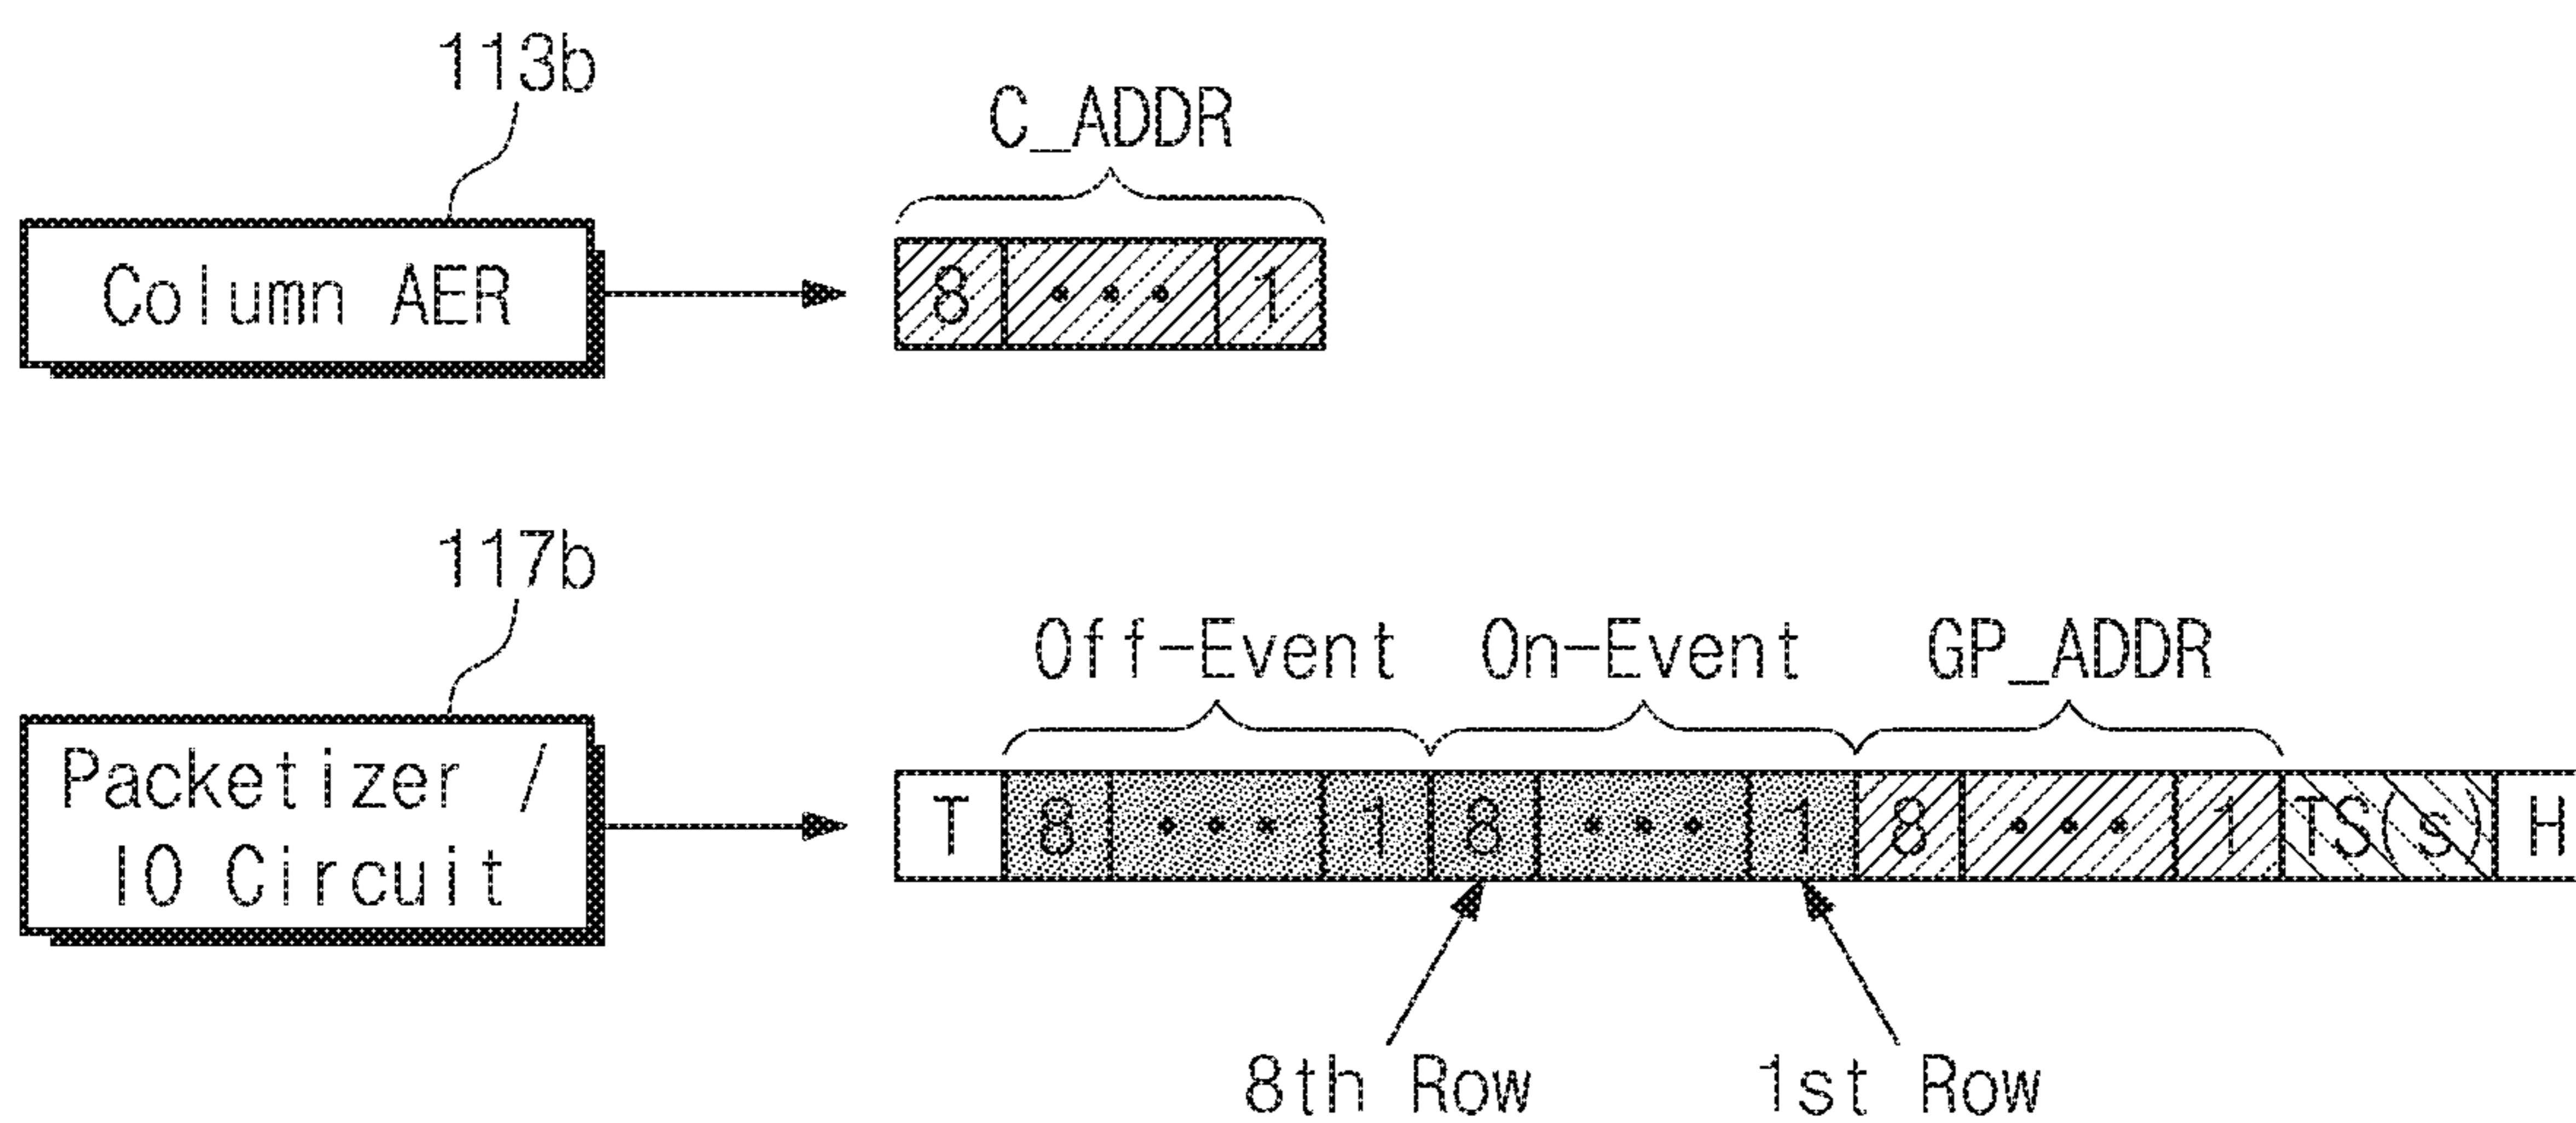 113b
C_ADDR
Column AER
8 ••• 1
117b
Off-Event On-Event GP_ADDR
Packetizer /
IO Circuit
T 8 ••• 1 8 ••• 1 8 ••• 1 TS(s) H
8th Row 1st Row